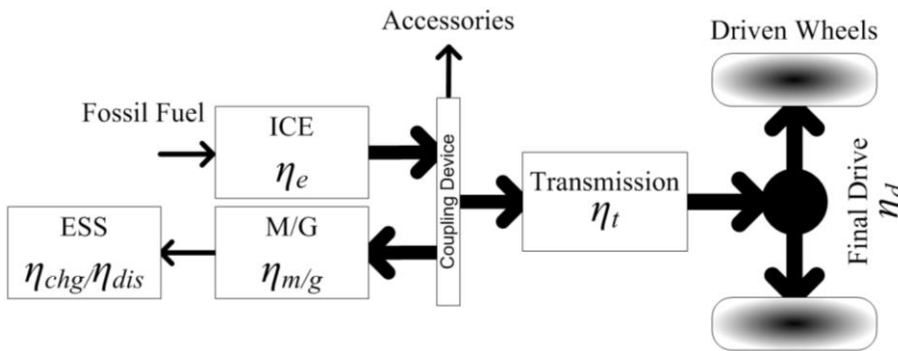 Accessories
Driven Wheels
Fossil Fuel
ICE
ηe
Coupling Device
Transmission
ηt
Final Drive
ηd
ESS
ηchg/ηdis
M/G
ηm/g